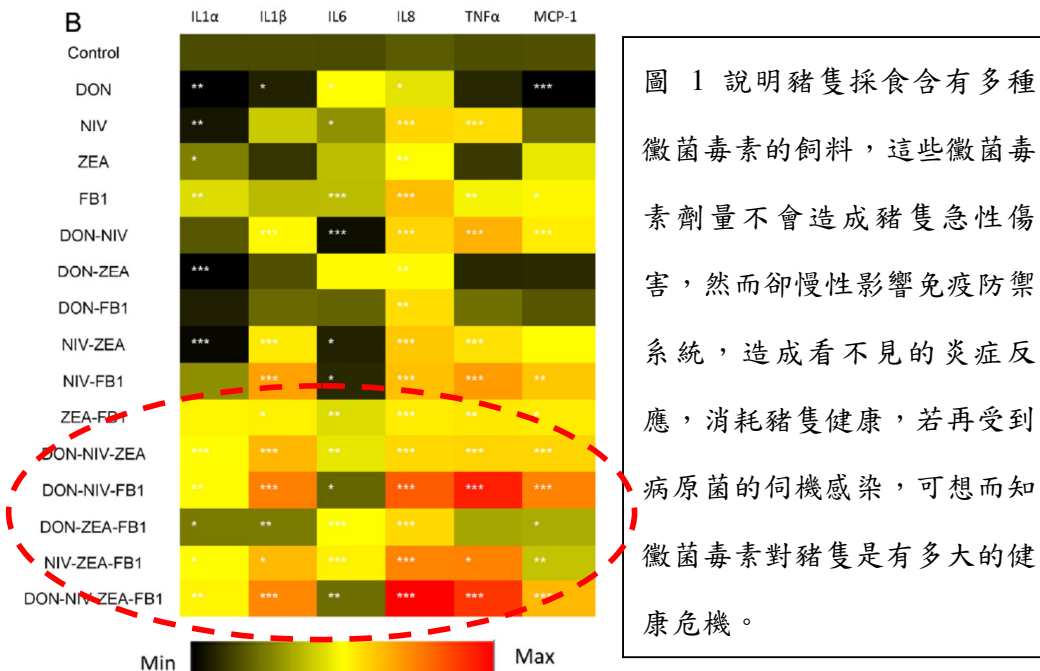 B
IL1α IL1β IL6 IL8 TNFα MCP-1
Control
DON ** * * * ***
NIV ** * *** ***
ZEA * **
FB1 ** *** *** ** *
DON-NIV *** *** *** *** ***
DON-ZEA *** **
DON-FB1 **
NIV-ZEA *** *** * *** ***
NIV-FB1 *** * *** *** **
ZEA-FB1 * ** *** ** *
DON-NIV-ZEA *** *** ** *** *** ***
DON-NIV-FB1 ** *** * *** *** ***
DON-ZEA-FB1 * ** *** *** *
NIV-ZEA-FB1 * * *** *** * **
DON-NIV-ZEA-FB1 ** *** ** *** *** ***
Min Max
圖 1 說明豬隻採食含有多種
黴菌毒素的飼料，這些黴菌毒
素劑量不會造成豬隻急性傷
害，然而卻慢性影響免疫防禦
系統，造成看不見的炎症反
應，消耗豬隻健康，若再受到
病原菌的伺機感染，可想而知
黴菌毒素對豬隻是有多大的健
康危機。